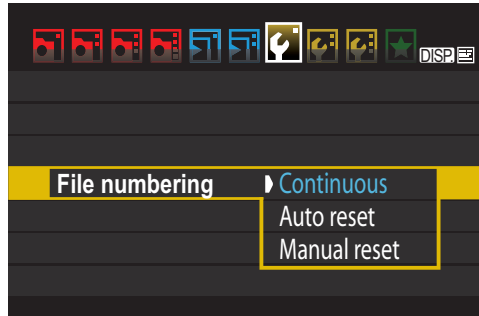 DISP.
File numbering Continuous
Auto reset
Manual reset